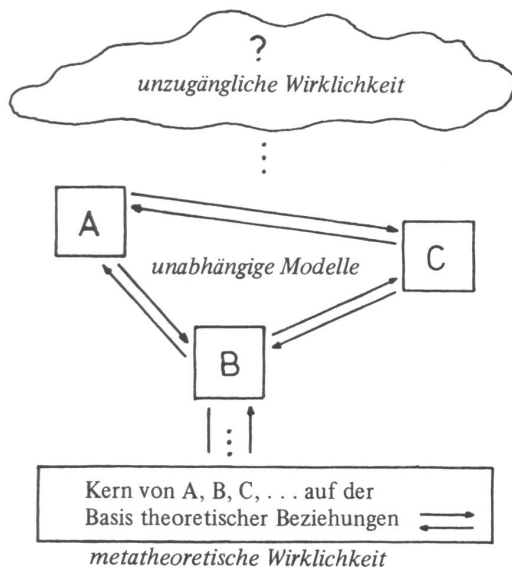 ?
unzugängliche Wirklichkeit
A
C
unabhängige Modelle
B
Kern von A, B, C, . . . auf der
Basis theoretischer Beziehungen
metatheoretische Wirklichkeit